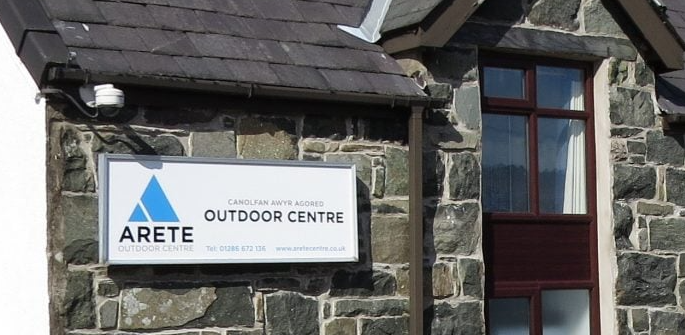 ARETE
OUTDOOR CENTRE
CANOLFAN AWYR AGORED
OUTDOOR CENTRE
Tel: 01286 672 136 www.aretecentre.co.uk